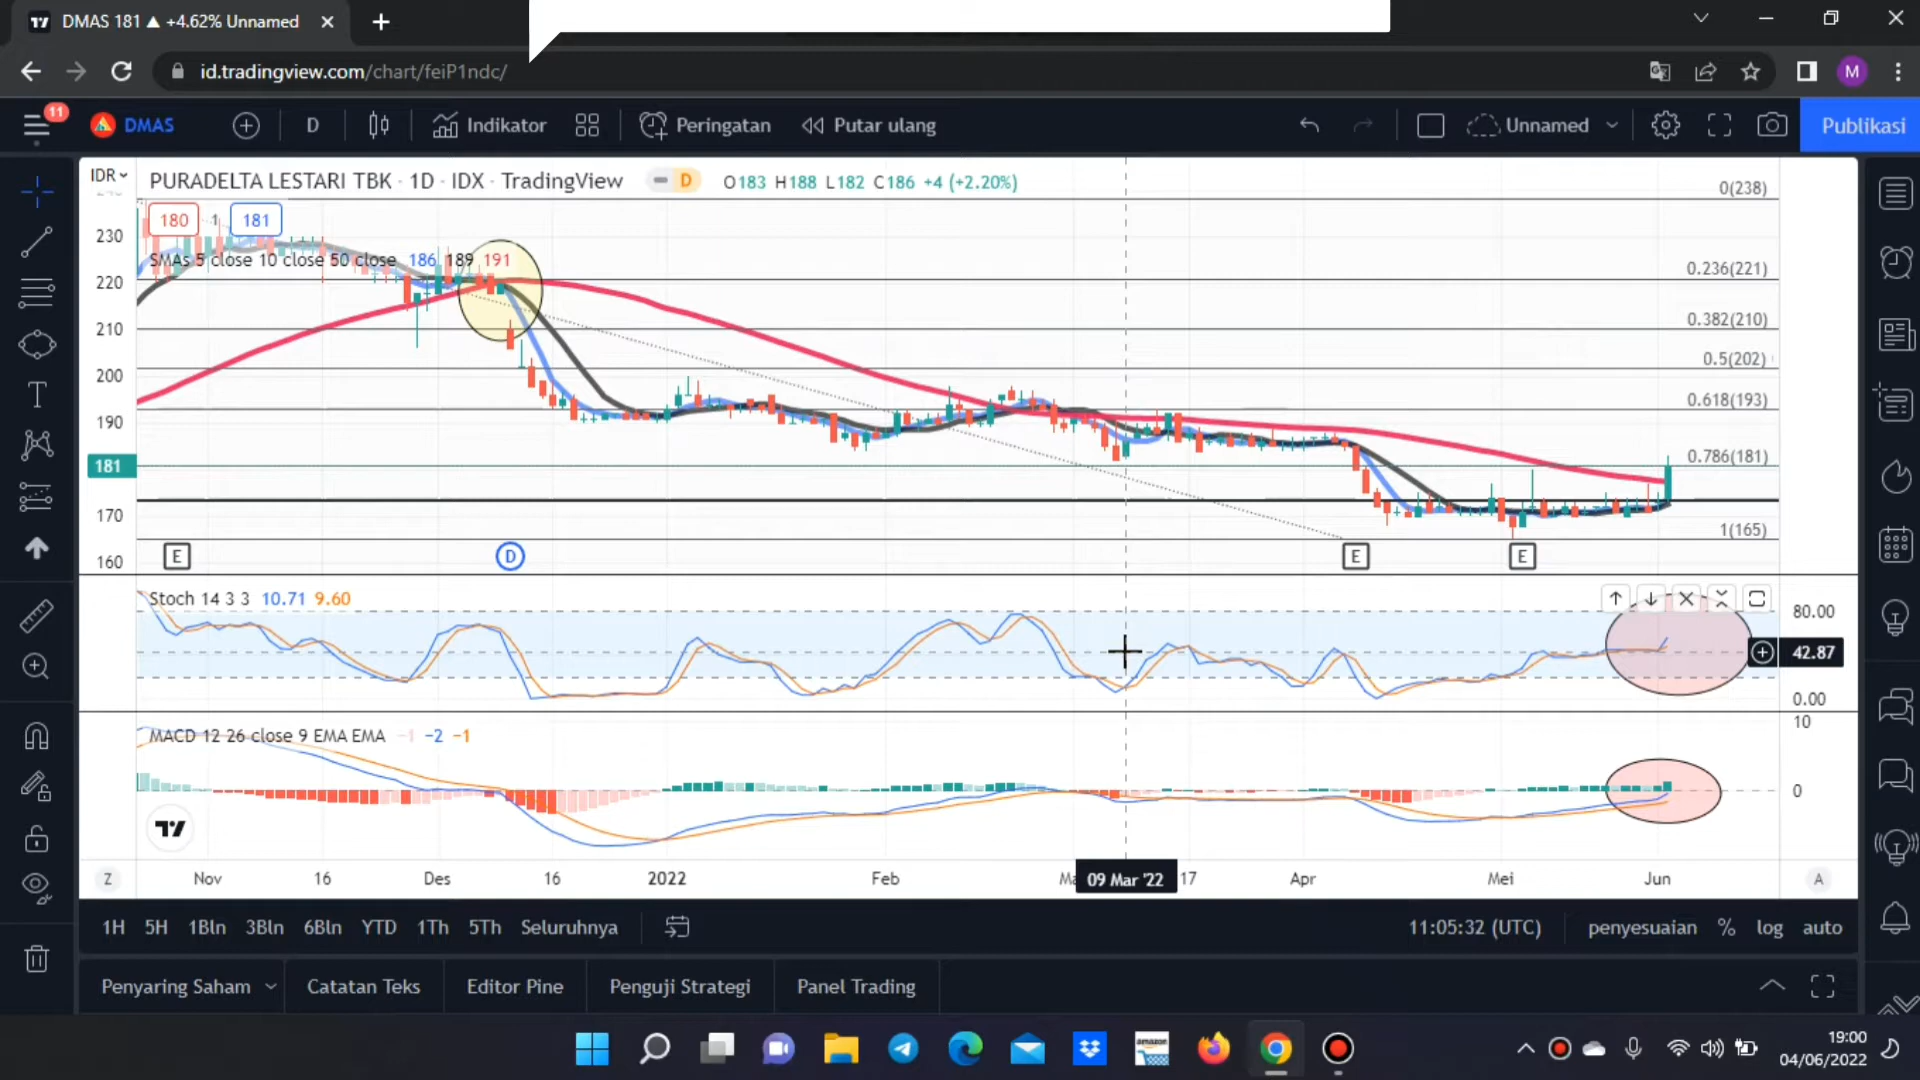 DMAS 181 ▲ +4.62% Unnamed
id.tradingview.com/chart/feiP1ndc/
M
11
DMAS
D
Indikator
Peringatan
Putar ulang
Unnamed
Publikasi
IDR
PURADELTA LESTARI TBK · 1D · IDX · TradingView
D
O183 H188 L182 C186 +4 (+2.20%)
0(238)
180
1
181
230
SMAs 5 close 10 close 50 close 186 189 191
0.236(221)
220
0.382(210)
210
0.5(202)
200
0.618(193)
190
0.786(181)
181
170
1(165)
160
E
D
E
E
Stoch 14 3 3 10.71 9.60
80.00
42.87
0.00
MACD 12 26 close 9 EMA EMA −1 −2 −1
10
0
Z
Nov
16
Des
16
2022
Feb
09 Mar '22
17
Apr
Mei
Jun
A
1H
5H
1Bln
3Bln
6Bln
YTD
1Th
5Th
Seluruhnya
11:05:32 (UTC)
penyesuaian
%
log
auto
Penyaring Saham
Catatan Teks
Editor Pine
Penguji Strategi
Panel Trading
amazon
19:00
04/06/2022